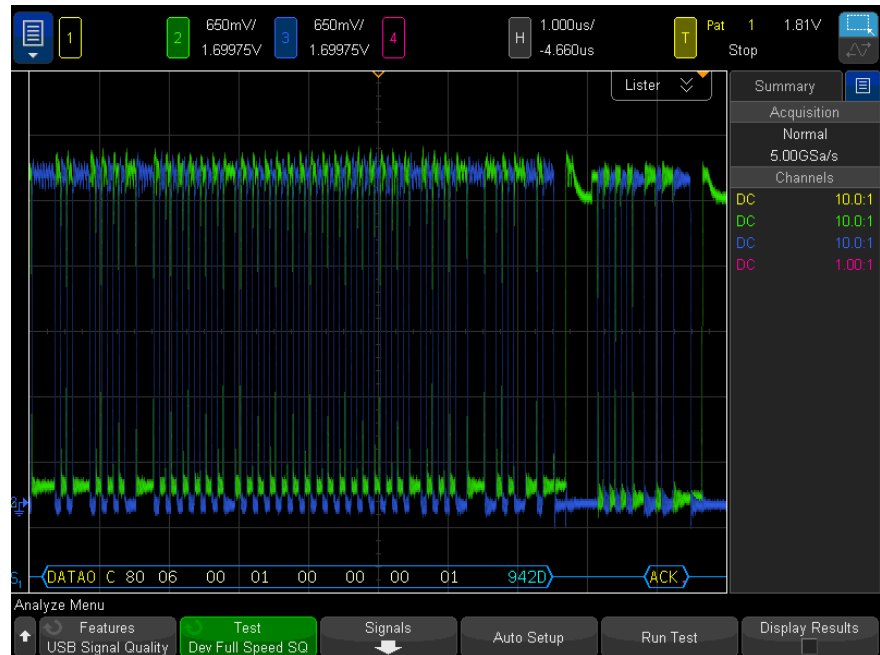 1 2 650mV/ 3 650mV/ 4 H 1.000us/ T Pat 1 1.81V
1.69975V 1.69975V -4.660us Stop
Lister
Summary
Acquisition
Normal
5.00GSa/s
Channels
DC 10.0:1
DC 10.0:1
DC 10.0:1
DC 1.00:1
2
S1 DATA0 C 80 06 00 01 00 00 00 01 942D ACK
Analyze Menu
Features Test Signals Auto Setup Run Test Display Results
USB Signal Quality Dev Full Speed SQ